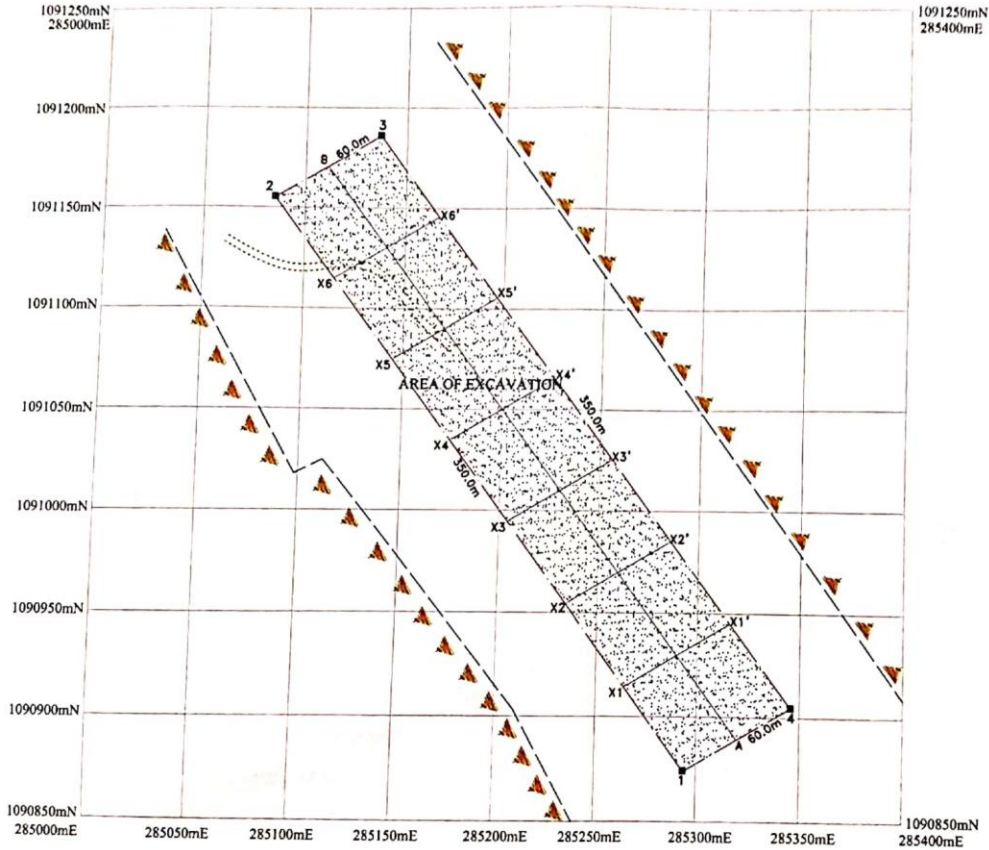 1091250mN
285000mE
1091250mN
285400mE
1091200mN
3
B 60.0m
2
1091150mN
X6'
X6
1091100mN
X5'
X5
AREA OF EXCAVATION
X4'
1091050mN
350.0m
X4
350.0m
X3'
1091000mN
X3
X2'
1090950mN
X2
X1'
X1
1090900mN
4
A 60.0m
1
1090850mN
285000mE
285050mE
285100mE
285150mE
285200mE
285250mE
285300mE
285350mE
1090850mN
285400mE